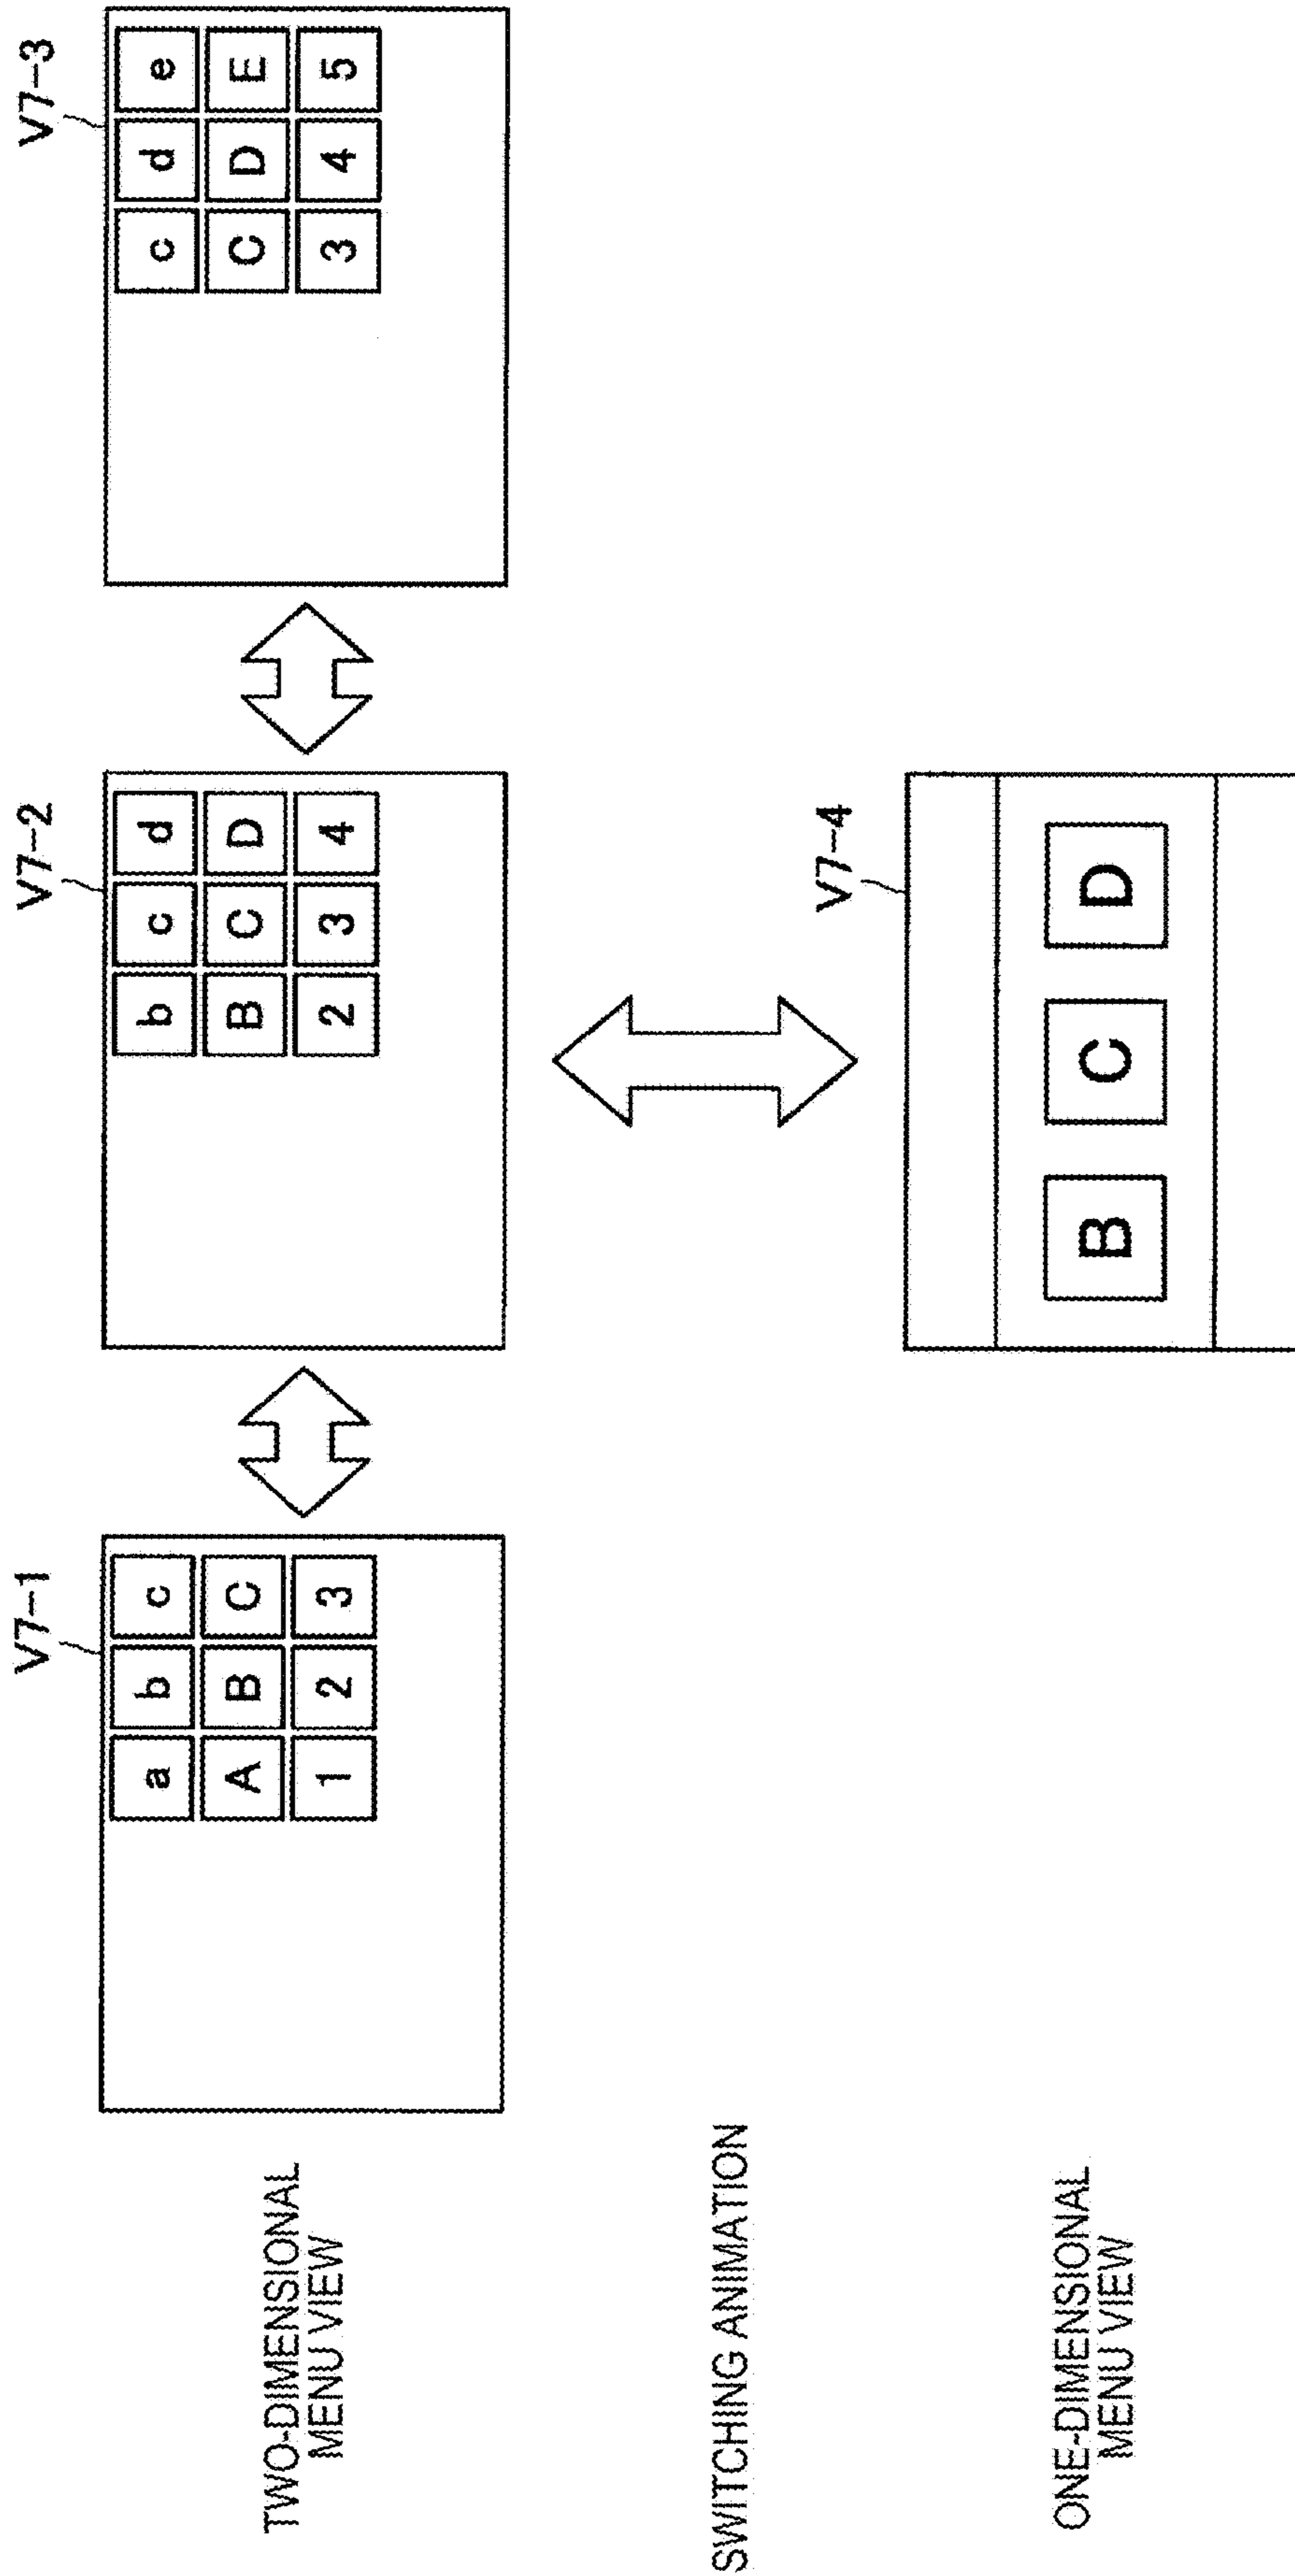 V7-1
V7-2
V7-3
TWO-DIMENSIONAL
MENU VIEW
a b c
A B C
1 2 3
b c d
B C D
2 3 4
c d e
C D E
3 4 5
SWITCHING ANIMATION
V7-4
ONE-DIMENSIONAL
MENU VIEW
B C D